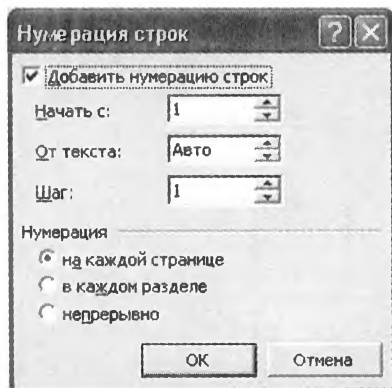 Нумерация строк
Добавить нумерацию строк
Начать с: 1
От текста: Авто
Шаг: 1
Нумерация
на каждой странице
в каждом разделе
непрерывно
ОК Отмена